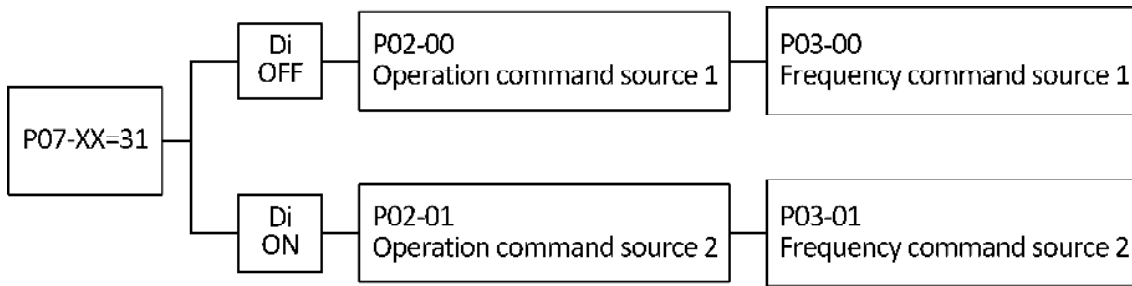 P07-XX=31
Di
OFF
P02-00
Operation command source 1
P03-00
Frequency command source 1
Di
ON
P02-01
Operation command source 2
P03-01
Frequency command source 2